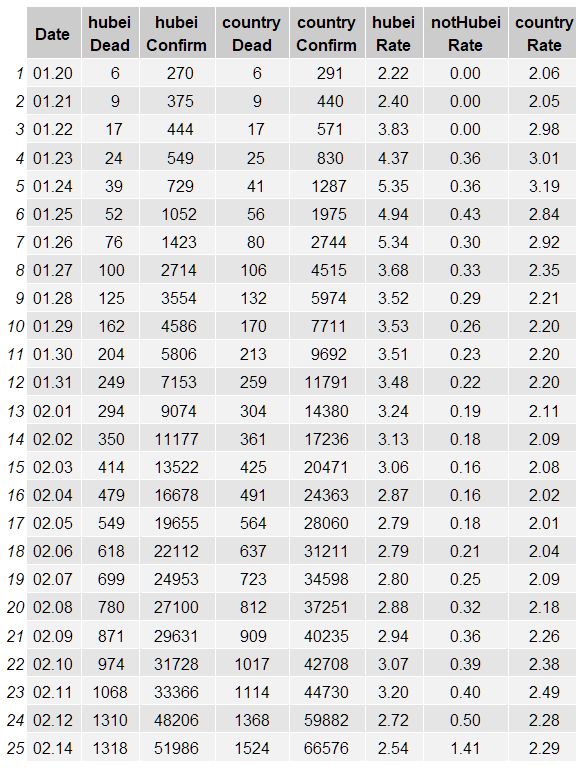 Date hubei Dead hubei Confirm country Dead country Confirm hubei Rate notHubei Rate country Rate
1 01.20 6 270 6 291 2.22 0.00 2.06
2 01.21 9 375 9 440 2.40 0.00 2.05
3 01.22 17 444 17 571 3.83 0.00 2.98
4 01.23 24 549 25 830 4.37 0.36 3.01
5 01.24 39 729 41 1287 5.35 0.36 3.19
6 01.25 52 1052 56 1975 4.94 0.43 2.84
7 01.26 76 1423 80 2744 5.34 0.30 2.92
8 01.27 100 2714 106 4515 3.68 0.33 2.35
9 01.28 125 3554 132 5974 3.52 0.29 2.21
10 01.29 162 4586 170 7711 3.53 0.26 2.20
11 01.30 204 5806 213 9692 3.51 0.23 2.20
12 01.31 249 7153 259 11791 3.48 0.22 2.20
13 02.01 294 9074 304 14380 3.24 0.19 2.11
14 02.02 350 11177 361 17236 3.13 0.18 2.09
15 02.03 414 13522 425 20471 3.06 0.16 2.08
16 02.04 479 16678 491 24363 2.87 0.16 2.02
17 02.05 549 19655 564 28060 2.79 0.18 2.01
18 02.06 618 22112 637 31211 2.79 0.21 2.04
19 02.07 699 24953 723 34598 2.80 0.25 2.09
20 02.08 780 27100 812 37251 2.88 0.32 2.18
21 02.09 871 29631 909 40235 2.94 0.36 2.26
22 02.10 974 31728 1017 42708 3.07 0.39 2.38
23 02.11 1068 33366 1114 44730 3.20 0.40 2.49
24 02.12 1310 48206 1368 59882 2.72 0.50 2.28
25 02.14 1318 51986 1524 66576 2.54 1.41 2.29